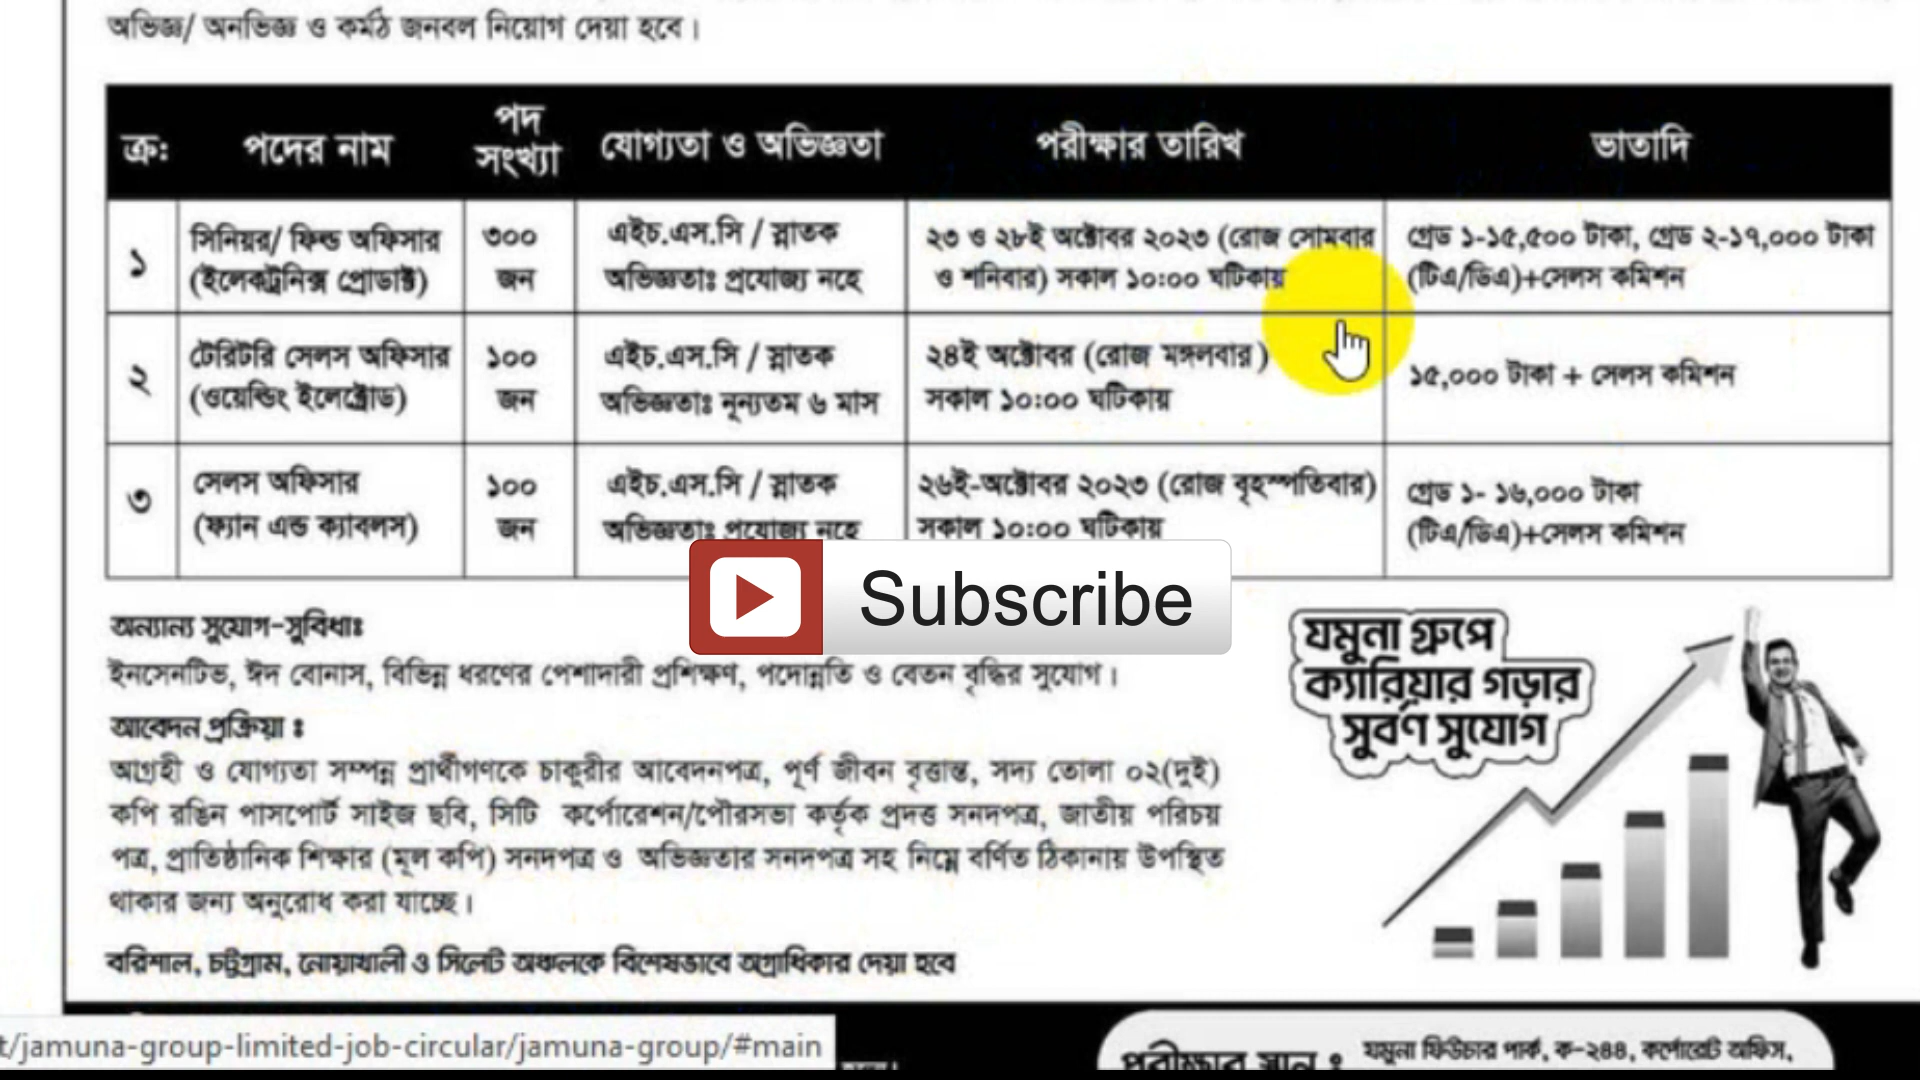 অভিজ্ঞ/ অনভিজ্ঞ ও কর্মঠ জনবল নিয়োগ দেয়া হবে।
ক্র: পদের নাম পদ সংখ্যা যোগ্যতা ও অভিজ্ঞতা পরীক্ষার তারিখ ভাতাদি
১ সিনিয়র/ ফিল্ড অফিসার ৩০০ এইচ.এস.সি / স্নাতক ২৩ ও ২৮ই অক্টোবর ২০২৩ (রোজ সোমবার গ্রেড ১-১৫,৫০০ টাকা, গ্রেড ২-১৭,০০০ টাকা
(ইলেকট্রনিক্স প্রোডাক্ট) জন অভিজ্ঞতাঃ প্রযোজ্য নহে ও শনিবার) সকাল ১০:০০ ঘটিকায় (টিএ/ডিএ)+সেলস কমিশন
২ টেরিটরি সেলস অফিসার ১০০ এইচ.এস.সি / স্নাতক ২৪ই অক্টোবর (রোজ মঙ্গলবার) ১৫,০০০ টাকা + সেলস কমিশন
(ওয়েল্ডিং ইলেক্ট্রোড) জন অভিজ্ঞতাঃ নূন্যতম ৬ মাস সকাল ১০:০০ ঘটিকায়
৩ সেলস অফিসার ১০০ এইচ.এস.সি / স্নাতক ২৬ই-অক্টোবর ২০২৩ (রোজ বৃহস্পতিবার) গ্রেড ১- ১৬,০০০ টাকা
(ফ্যান এন্ড ক্যাবলস) জন অভিজ্ঞতাঃ প্রযোজ্য নহে সকাল ১০:০০ ঘটিকায় (টিএ/ডিএ)+সেলস কমিশন
Subscribe
অন্যান্য সুযোগ-সুবিধাঃ
ইনসেনটিভ, ঈদ বোনাস, বিভিন্ন ধরণের পেশাদারী প্রশিক্ষণ, পদোন্নতি ও বেতন বৃদ্ধির সুযোগ।
যমুনা গ্রুপে
ক্যারিয়ার গড়ার
সুবর্ণ সুযোগ
আবেদন প্রক্রিয়া ঃ
আগ্রহী ও যোগ্যতা সম্পন্ন প্রার্থীগণকে চাকুরীর আবেদনপত্র, পূর্ণ জীবন বৃত্তান্ত, সদ্য তোলা ০২(দুই)
কপি রঙিন পাসপোর্ট সাইজ ছবি, সিটি কর্পোরেশন/পৌরসভা কর্তৃক প্রদত্ত সনদপত্র, জাতীয় পরিচয়
পত্র, প্রাতিষ্ঠানিক শিক্ষার (মূল কপি) সনদপত্র ও অভিজ্ঞতার সনদপত্র সহ নিম্নে বর্ণিত ঠিকানায় উপস্থিত
থাকার জন্য অনুরোধ করা যাচ্ছে।
বরিশাল, চট্টগ্রাম, নোয়াখালী ও সিলেট অঞ্চলকে বিশেষভাবে অগ্রাধিকার দেয়া হবে
t/jamuna-group-limited-job-circular/jamuna-group/#main
পরীক্ষার স্থান ঃ যমুনা ফিউচার পার্ক, ক-২৪৪, কর্পোরেট অফিস,